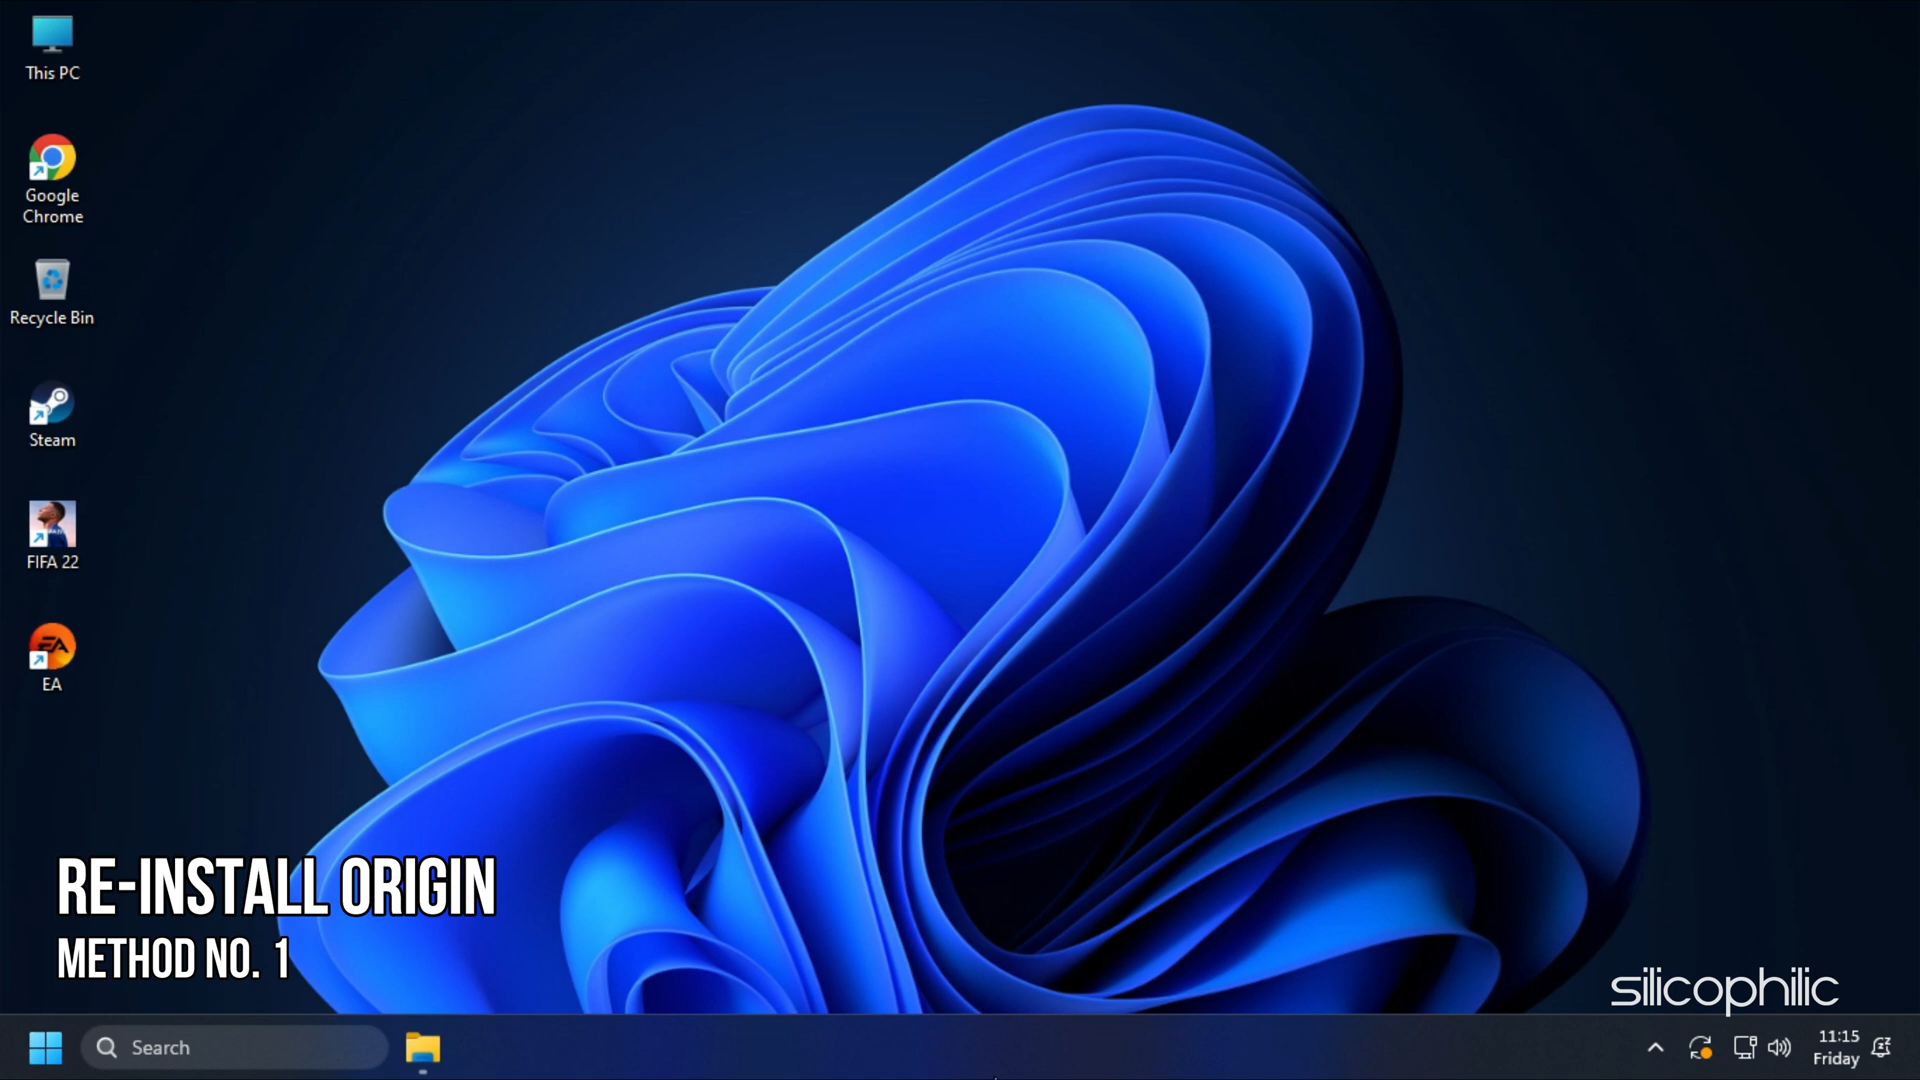 This PC
Google
Chrome
Recycle Bin
Steam
FIFA 22
EA
EA
RE-INSTALL ORIGIN
METHOD NO. 1
silicophilic
Search
11:15
Friday